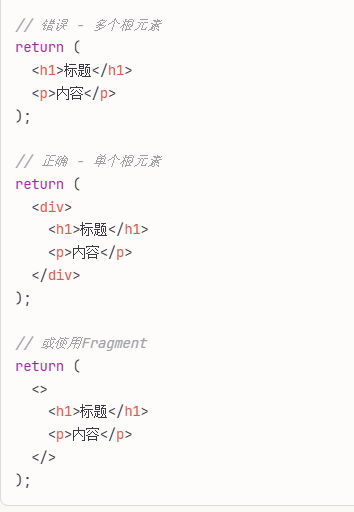 // 错误 - 多个根元素
return (
  <h1>标题</h1>
  <p>内容</p>
);

// 正确 - 单个根元素
return (
  <div>
    <h1>标题</h1>
    <p>内容</p>
  </div>
);

// 或使用Fragment
return (
  <>
    <h1>标题</h1>
    <p>内容</p>
  </>
);